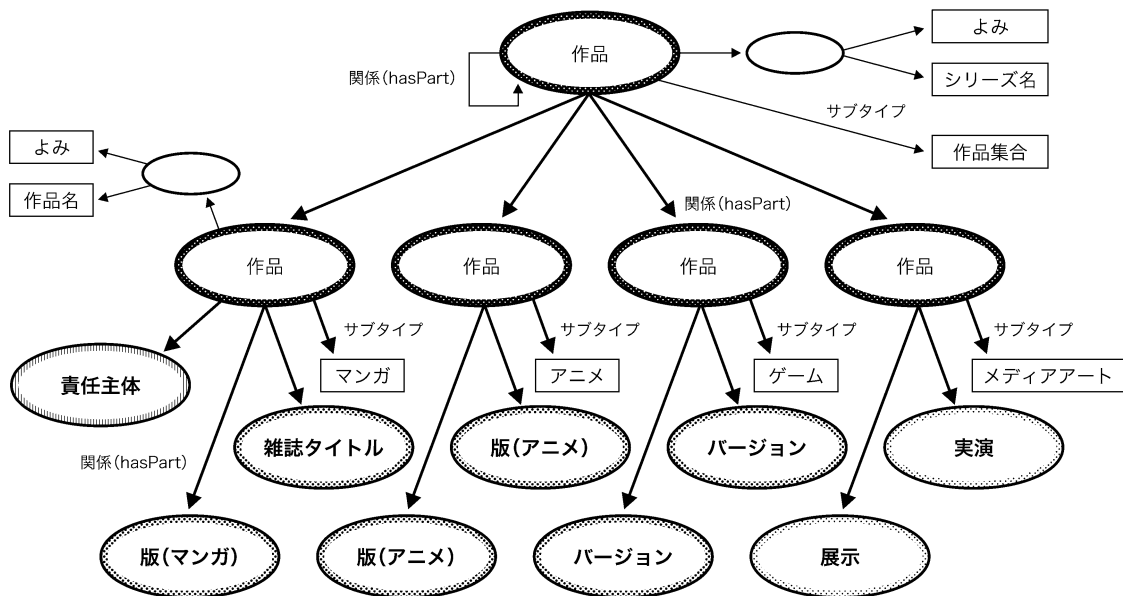 作品
よみ
関係(hasPart)
シリーズ名
サブタイプ
作品集合
よみ
作品名
関係(hasPart)
作品
作品
作品
作品
サブタイプ
サブタイプ
サブタイプ
サブタイプ
責任主体
マンガ
アニメ
ゲーム
メディアアート
雑誌タイトル
版(アニメ)
バージョン
実演
関係(hasPart)
版(マンガ)
版(アニメ)
バージョン
展示